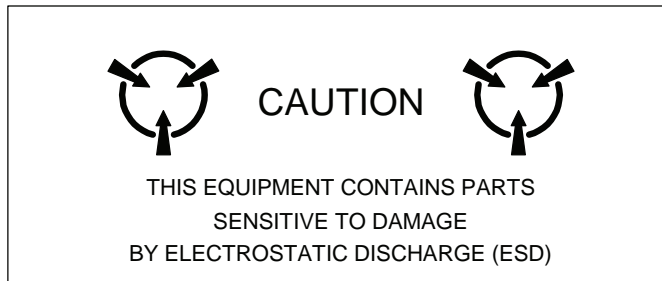 CAUTION
THIS EQUIPMENT CONTAINS PARTS
SENSITIVE TO DAMAGE
BY ELECTROSTATIC DISCHARGE (ESD)